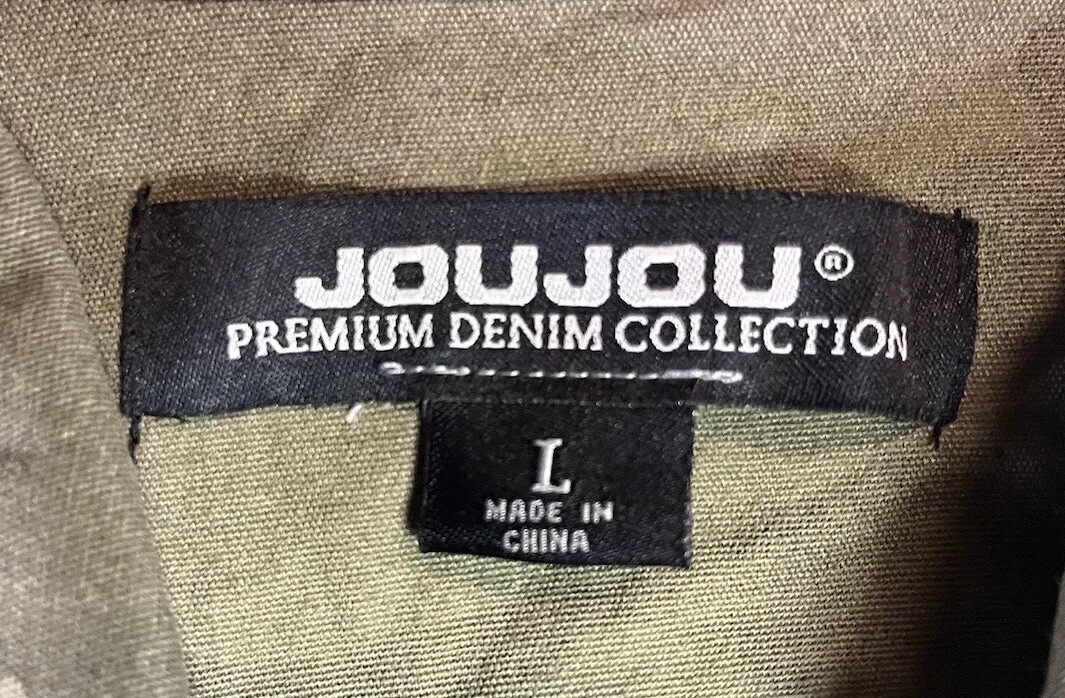 JOUJOU®
PREMIUM DENIM COLLECTION
L
MADE IN
CHINA